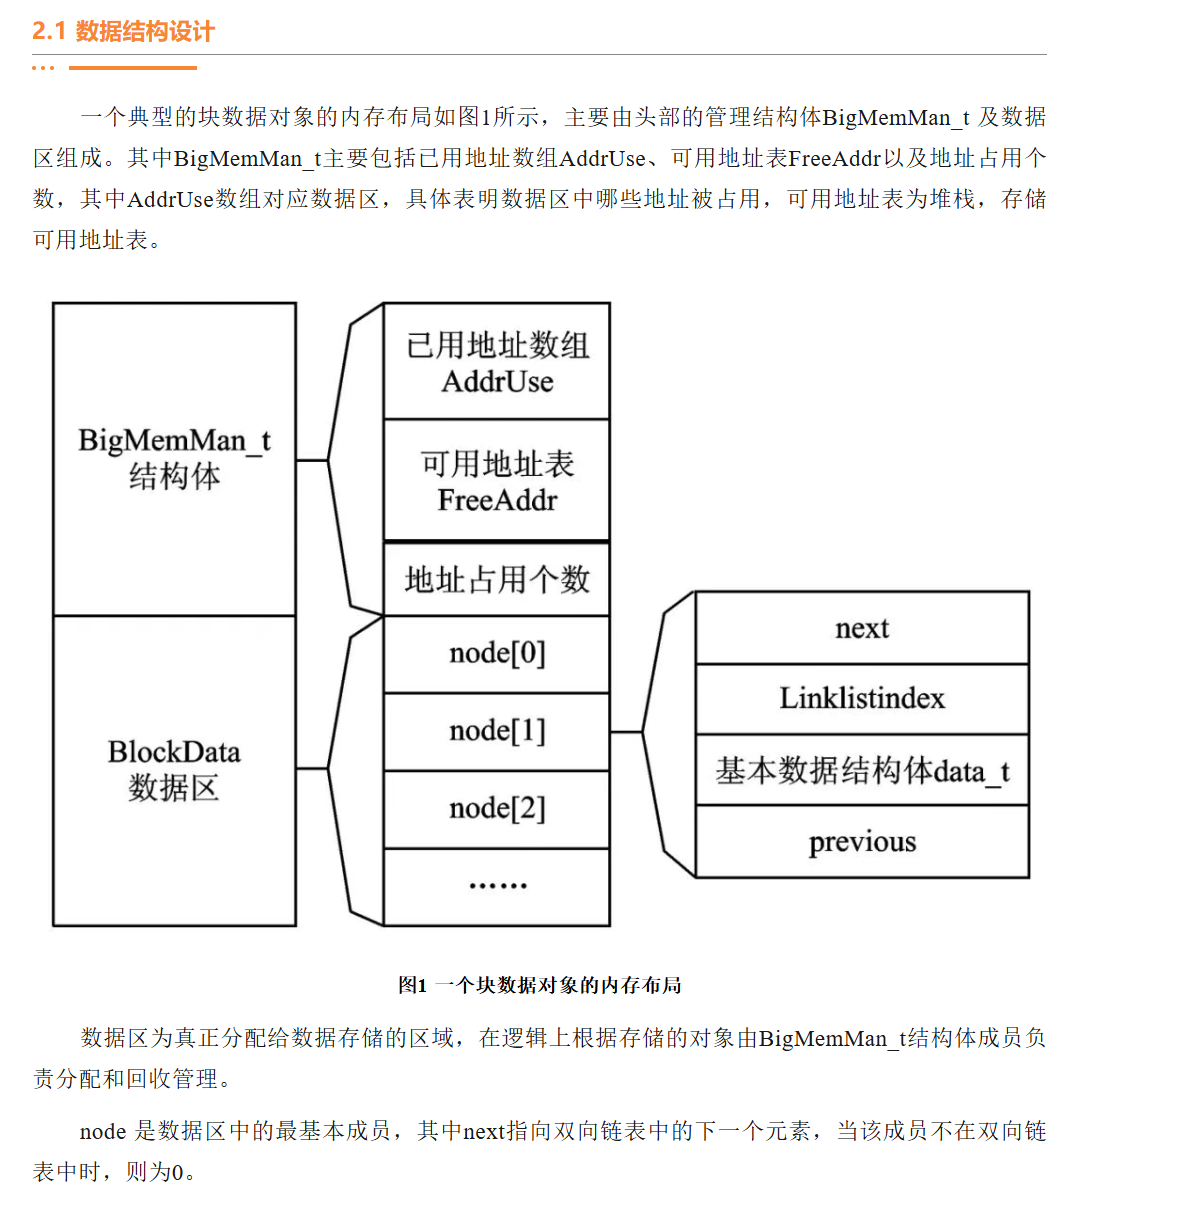 2.1 数据结构设计
一个典型的块数据对象的内存布局如图1所示，主要由头部的管理结构体BigMemMan_t 及数据
区组成。其中BigMemMan_t主要包括已用地址数组AddrUse、可用地址表FreeAddr以及地址占用个
数，其中AddrUse数组对应数据区，具体表明数据区中哪些地址被占用，可用地址表为堆栈，存储
可用地址表。
BigMemMan_t
结构体
已用地址数组
AddrUse
可用地址表
FreeAddr
地址占用个数
BlockData
数据区
node[0]
node[1]
node[2]
······
next
Linklistindex
基本数据结构体data_t
previous
图1 一个块数据对象的内存布局
数据区为真正分配给数据存储的区域，在逻辑上根据存储的对象由BigMemMan_t结构体成员负
责分配和回收管理。
node 是数据区中的最基本成员，其中next指向双向链表中的下一个元素，当该成员不在双向链
表中时，则为0。